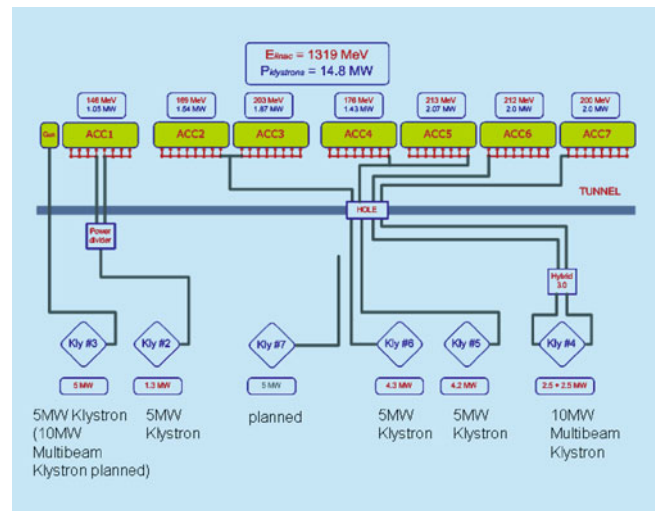 Elinac = 1319 MeV
Pklystrons = 14.8 MW
146 MeV
1.05 MW
169 MeV
1.54 MW
203 MeV
1.87 MW
176 MeV
1.43 MW
213 MeV
2.07 MW
212 MeV
2.0 MW
200 MeV
2.0 MW
Gun
ACC1
ACC2
ACC3
ACC4
ACC5
ACC6
ACC7
TUNNEL
HOLE
Power
divider
Hybrid
3.0
Kly #3
Kly #2
Kly #7
Kly #6
Kly #5
Kly #4
5 MW
1.3 MW
5 MW
4.3 MW
4.2 MW
2.5 + 2.5 MW
5MW Klystron
(10MW
Multibeam
Klystron planned)
5MW
Klystron
planned
5MW
Klystron
5MW
Klystron
10MW
Multibeam
Klystron